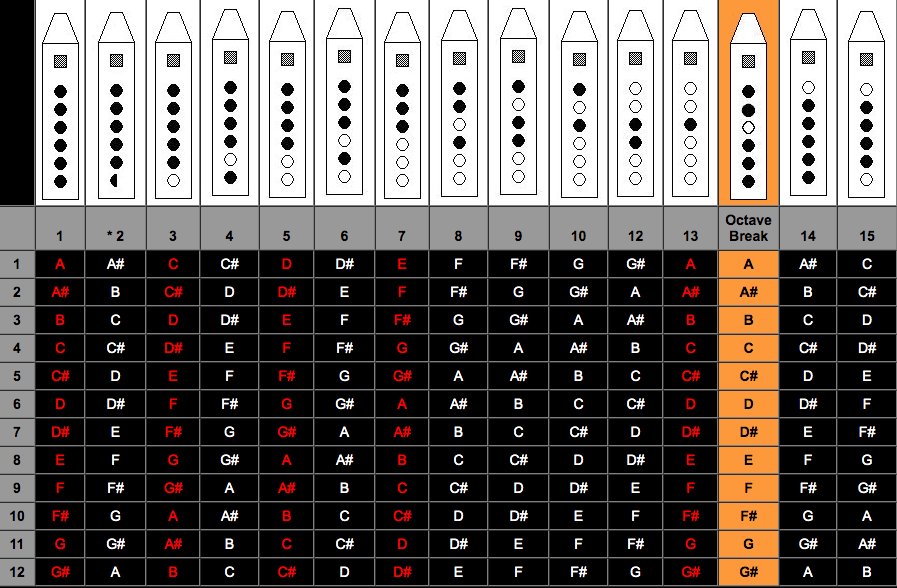 Octave
1 * 2 3 4 5 6 7 8 9 10 12 13 Break 14 15
1 A A# C C# D D# E F F# G G# A A A# C
2 A# B C# D D# E F F# G G# A A# A# B C#
3 B C D D# E F F# G G# A A# B B C D
4 C C# D# E F F# G G# A A# B C C C# D#
5 C# D E F F# G G# A A# B C C# C# D E
6 D D# F F# G G# A A# B C C# D D D# F
7 D# E F# G G# A A# B C C# D D# D# E F#
8 E F G G# A A# B C C# D D# E E F G
9 F F# G# A A# B C C# D D# E F F F# G#
10 F# G A A# B C C# D D# E F F# F# G A
11 G G# A# B C C# D D# E F F# G G G# A#
12 G# A B C C# D D# E F F# G G# G# A B